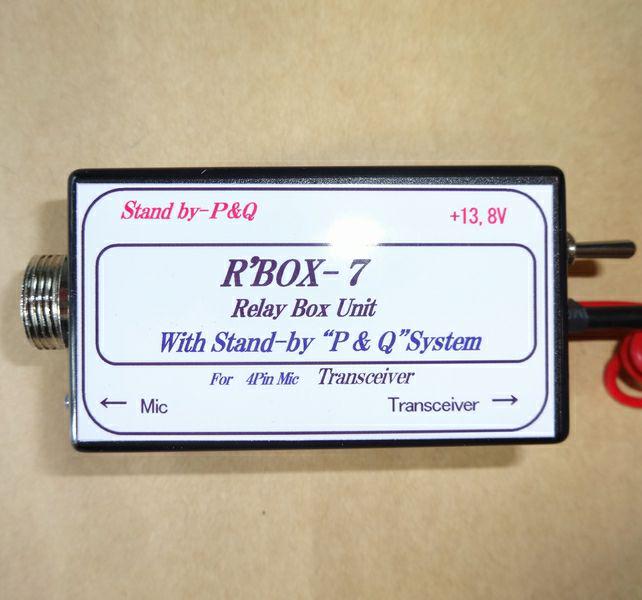 Stand by-P&Q +13,8V
R'BOX- 7
Relay Box Unit
With Stand-by “P & Q”System
For 4Pin Mic Transceiver
← Mic Transceiver →